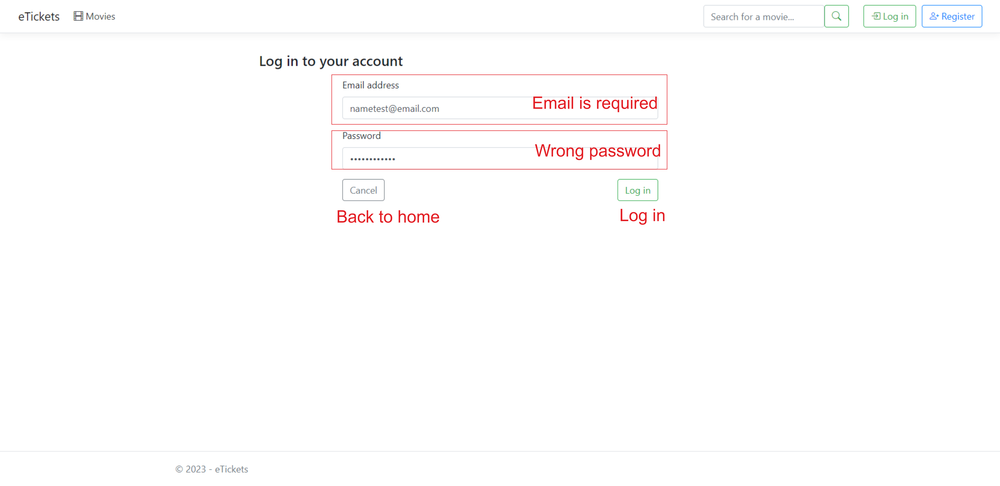 eTickets Movies Search for a movie... Log in Register
Log in to your account
Email address
nametest@email.com Email is required
Password
•••••••••••• Wrong password
Cancel Log in
Back to home Log in
© 2023 - eTickets